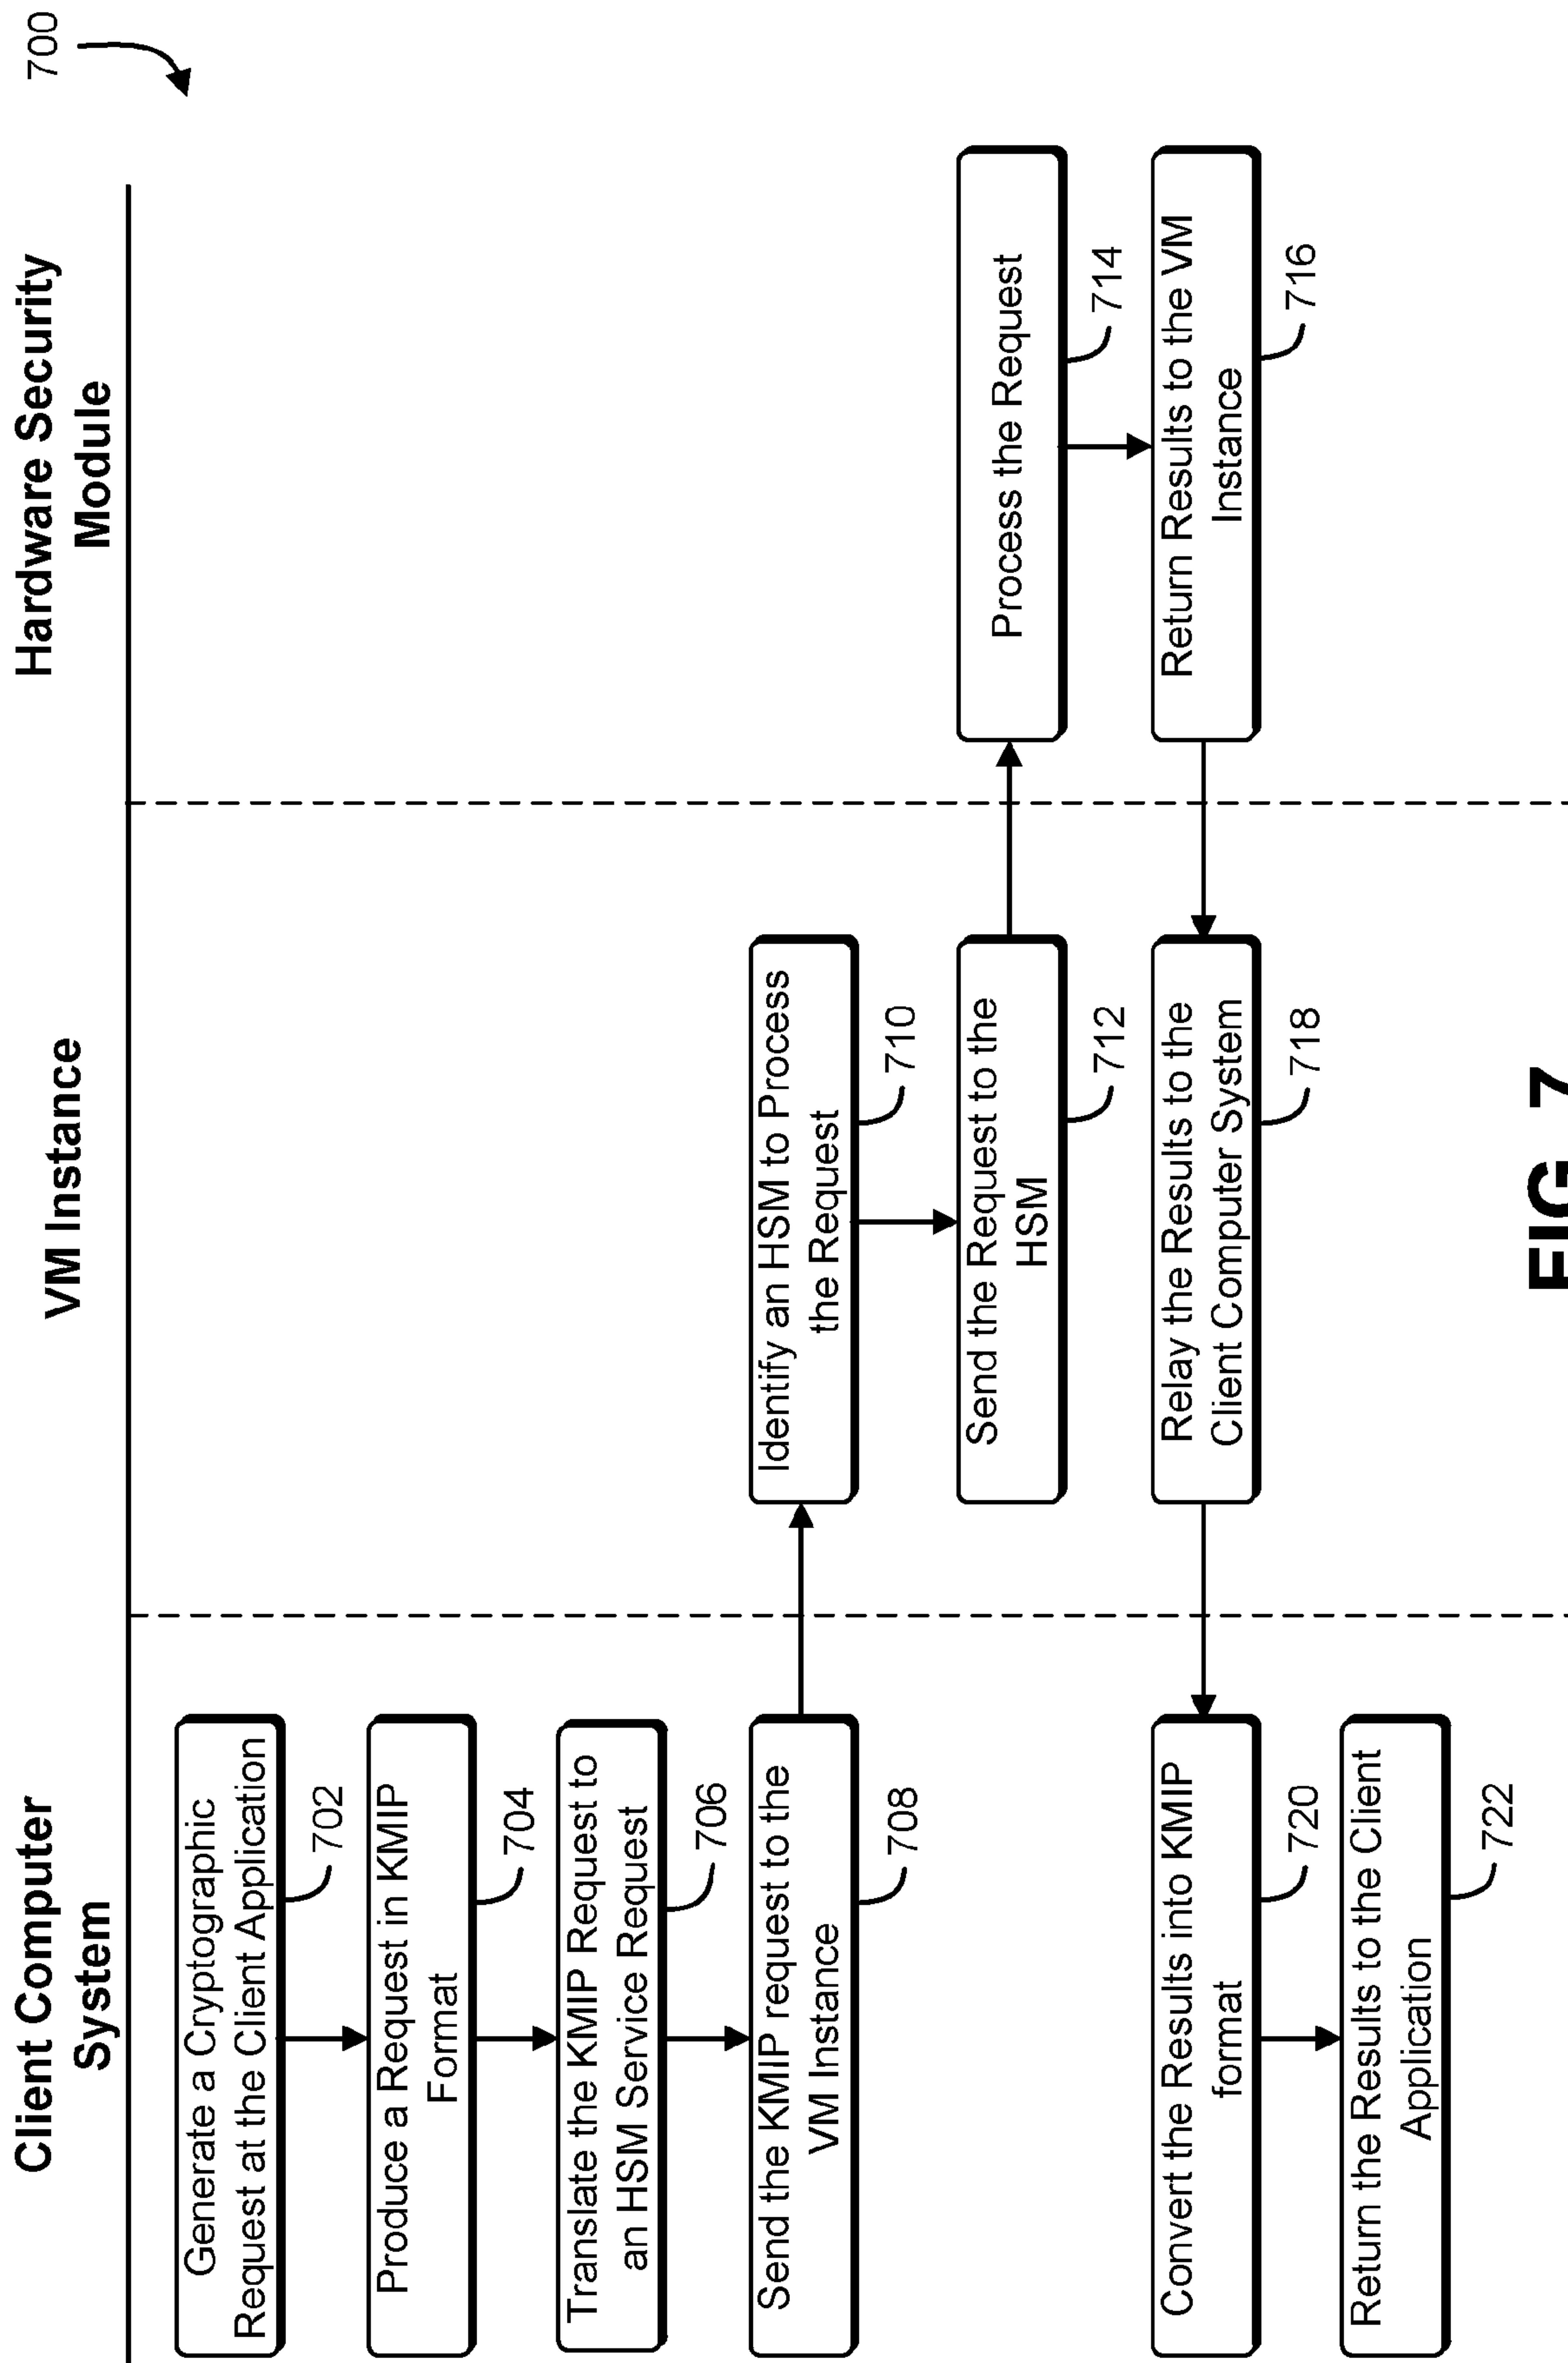 700
Client Computer
System
VM Instance
Hardware Security
Module
Generate a Cryptographic
Request at the Client Application
702
Produce a Request in KMIP
Format
704
Translate the KMIP Request to
an HSM Service Request
706
Send the KMIP request to the
VM Instance
708
Identify an HSM to Process
the Request
710
Send the Request to the
HSM
712
Process the Request
714
Return Results to the VM
Instance
716
Relay the Results to the
Client Computer System
718
Convert the Results into KMIP
format
720
Return the Results to the Client
Application
722
FIG. 7